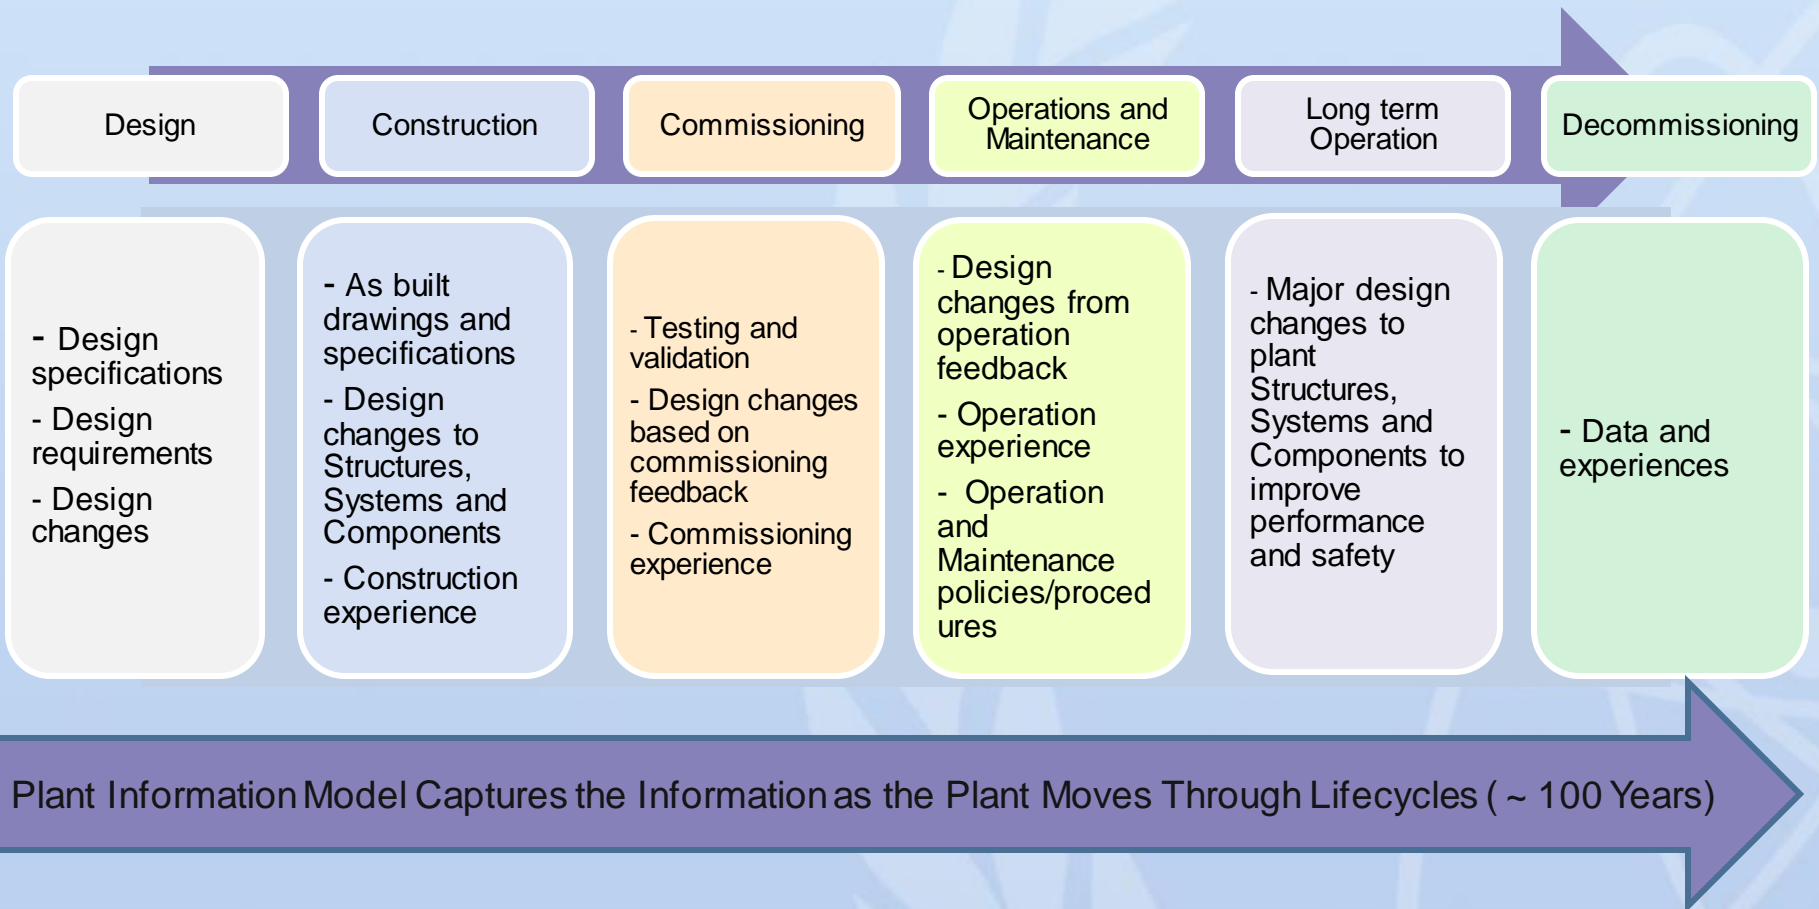 Design
Construction
Commissioning
Operations and
Maintenance
Long term
Operation
Decommissioning
- Design
specifications
- Design
requirements
- Design
changes
- As built
drawings and
specifications
- Design
changes to
Structures,
Systems and
Components
- Construction
experience
- Testing and
validation
- Design changes
based on
commissioning
feedback
- Commissioning
experience
- Design
changes from
operation
feedback
- Operation
experience
- Operation
and
Maintenance
policies/proced
ures
- Major design
changes to
plant
Structures,
Systems and
Components to
improve
performance
and safety
- Data and
experiences
Plant Information Model Captures the Information as the Plant Moves Through Lifecycles ( ~ 100 Years)